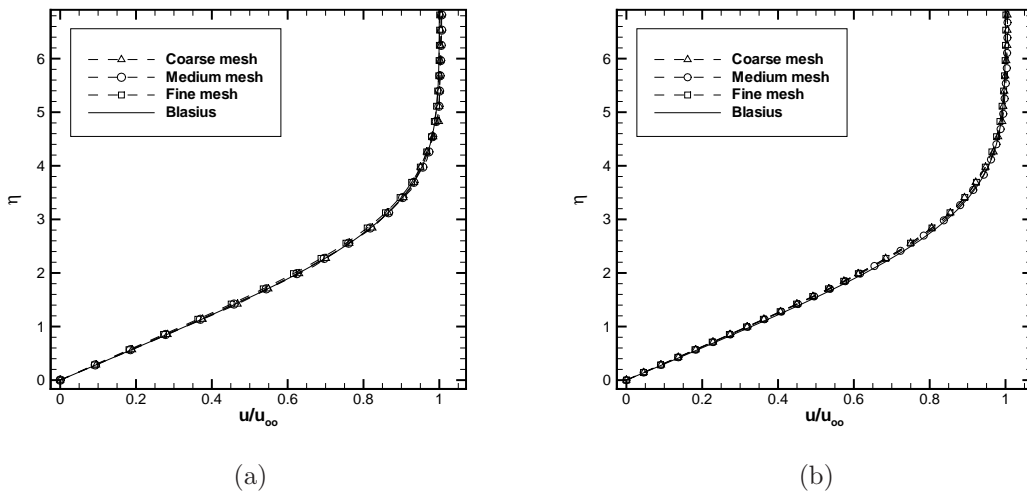 η
6
5
4
3
2
1
0
Coarse mesh
Medium mesh
Fine mesh
Blasius
0 0.2 0.4 0.6 0.8 1
u/u_oo
(a)
η
6
5
4
3
2
1
0
Coarse mesh
Medium mesh
Fine mesh
Blasius
0 0.2 0.4 0.6 0.8 1
u/u_oo
(b)